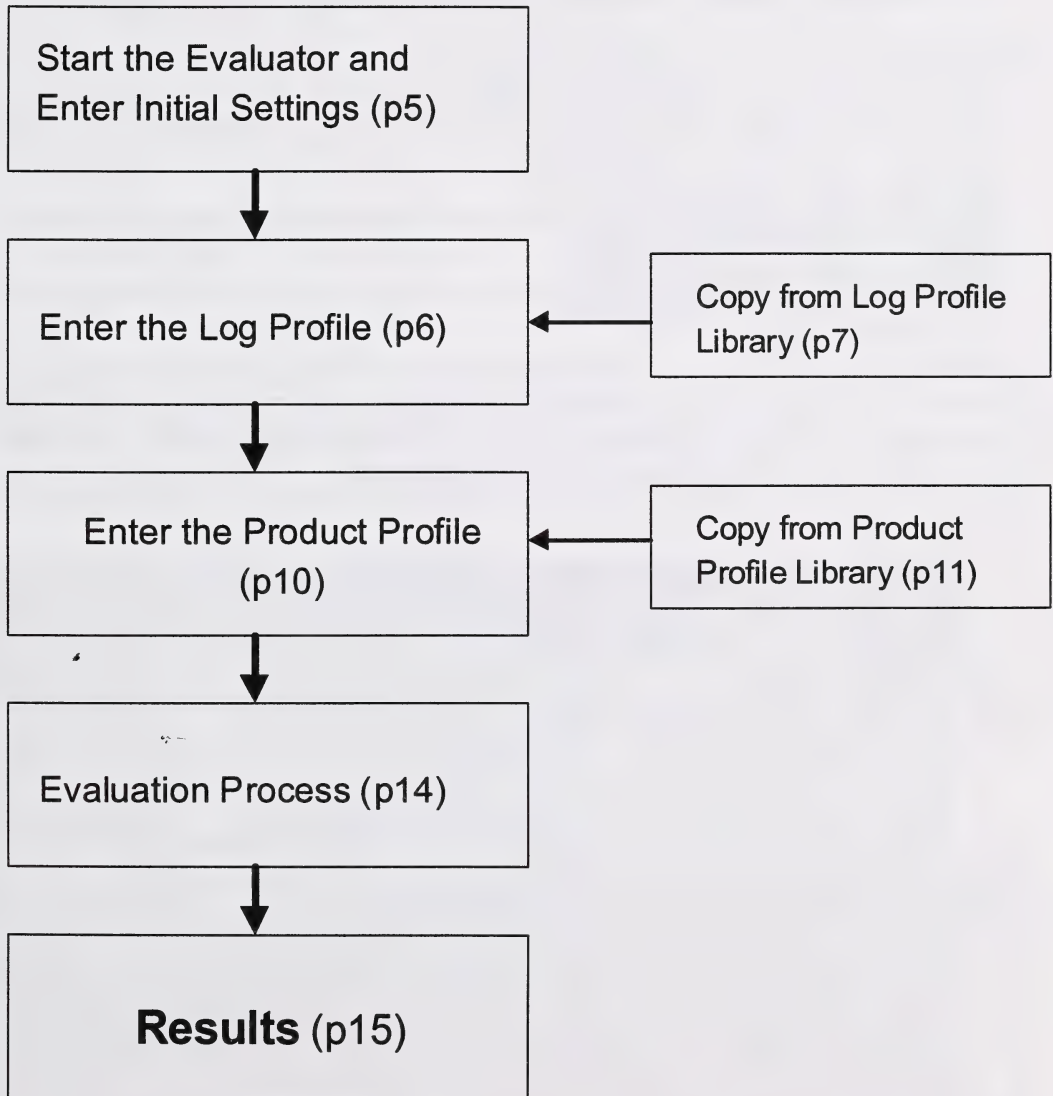 Start the Evaluator and
Enter Initial Settings (p5)
Enter the Log Profile (p6)
Copy from Log Profile
Library (p7)
Enter the Product Profile
(p10)
Copy from Product
Profile Library (p11)
Evaluation Process (p14)
Results (p15)